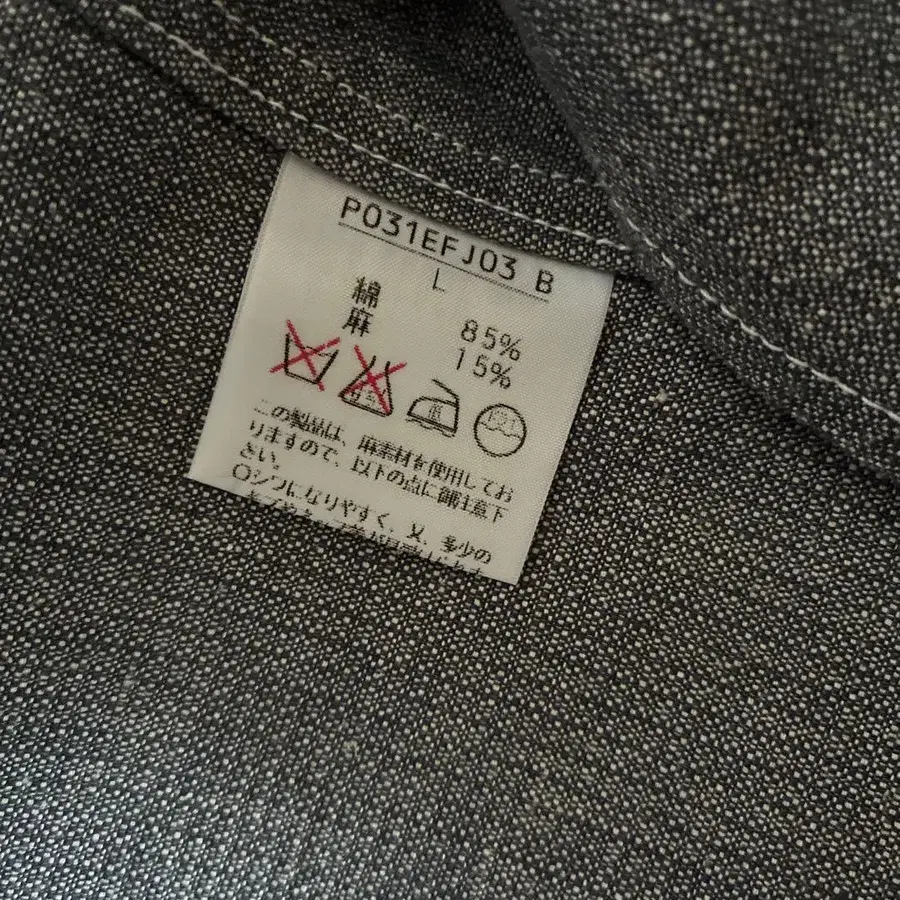 P031EFJ03 B
L
綿 85%
麻 15%
この製品は、麻素材を使用してお
りますので、以下の点に御注意下
さい。
○シワになりやすく、又、多少の